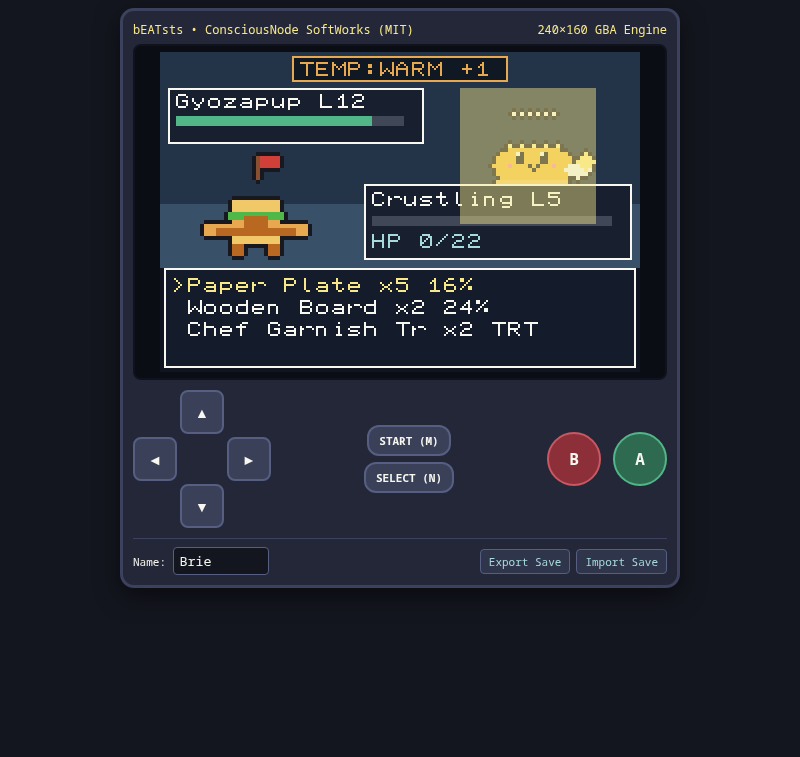 bEATsts • ConsciousNode SoftWorks (MIT)
240×160 GBA Engine
TEMP:WARM +1
Gyozapup L12
Crustling L5
HP 0/22
>Paper Plate x5 16%
Wooden Board x2 24%
Chef Garnish Tr x2 TRT
▲
◀
▶
▼
START (M)
SELECT (N)
B
A
Name: Brie
Export Save
Import Save